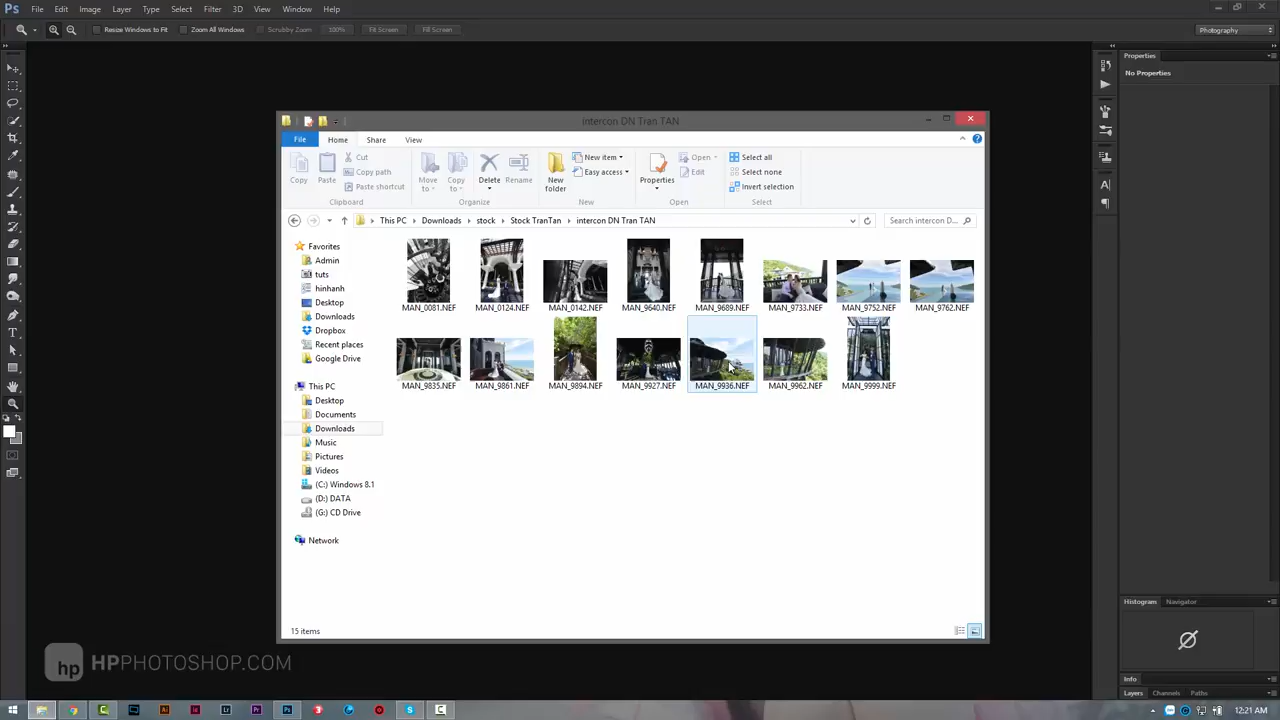 Ps File Edit Image Layer Type Select Filter 3D View Window Help
Resize Windows to Fit Zoom All Windows Scrubby Zoom 100% Fit Screen Fill Screen Photography
Properties
No Properties
intercon DN Tran TAN
File Home Share View
Copy Paste Cut Copy path Paste shortcut
Clipboard
Move to Copy to Delete Rename
Organize
New folder New item Easy access
New
Properties Open Edit
Open
Select all Select none Invert selection
Select
This PC Downloads stock Stock TranTan intercon DN Tran TAN Search intercon D...
Favorites
Admin
tuts
hinhanh
Desktop
Downloads
Dropbox
Recent places
Google Drive
This PC
Desktop
Documents
Downloads
Music
Pictures
Videos
(C:) Windows 8.1
(D:) DATA
(G:) CD Drive
Network
MAN_0081.NEF MAN_0124.NEF MAN_0142.NEF MAN_9640.NEF MAN_9689.NEF MAN_9733.NEF MAN_9752.NEF MAN_9762.NEF
MAN_9835.NEF MAN_9861.NEF MAN_9894.NEF MAN_9927.NEF MAN_9936.NEF MAN_9962.NEF MAN_9999.NEF
15 items
Histogram Navigator
Info
Layers Channels Paths
hp HPPHOTOSHOP.COM
12:21 AM